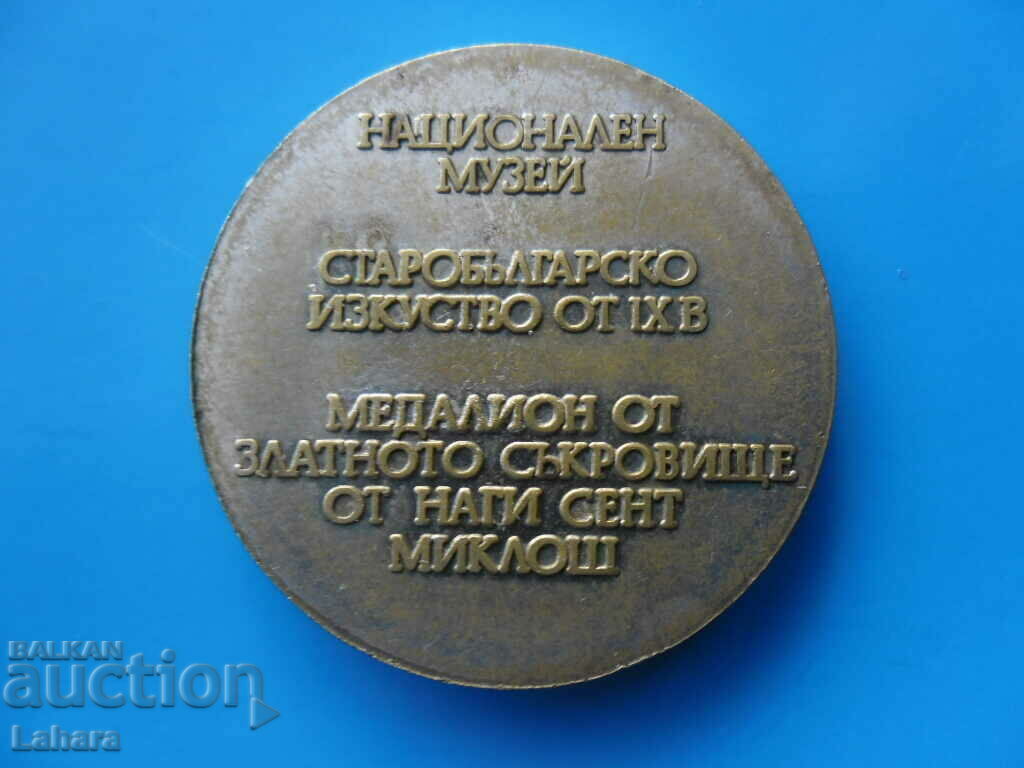 НАЦИОНАЛЕН
МУЗЕЙ
СТАРОБЪЛГАРСКО
ИЗКУСТВО ОТ IX В
МЕДАЛИОН ОТ
ЗЛАТНОТО СЪКРОВИЩЕ
ОТ НАГИ СЕНТ
МИКЛОШ
BALKAN
auction
Lahara